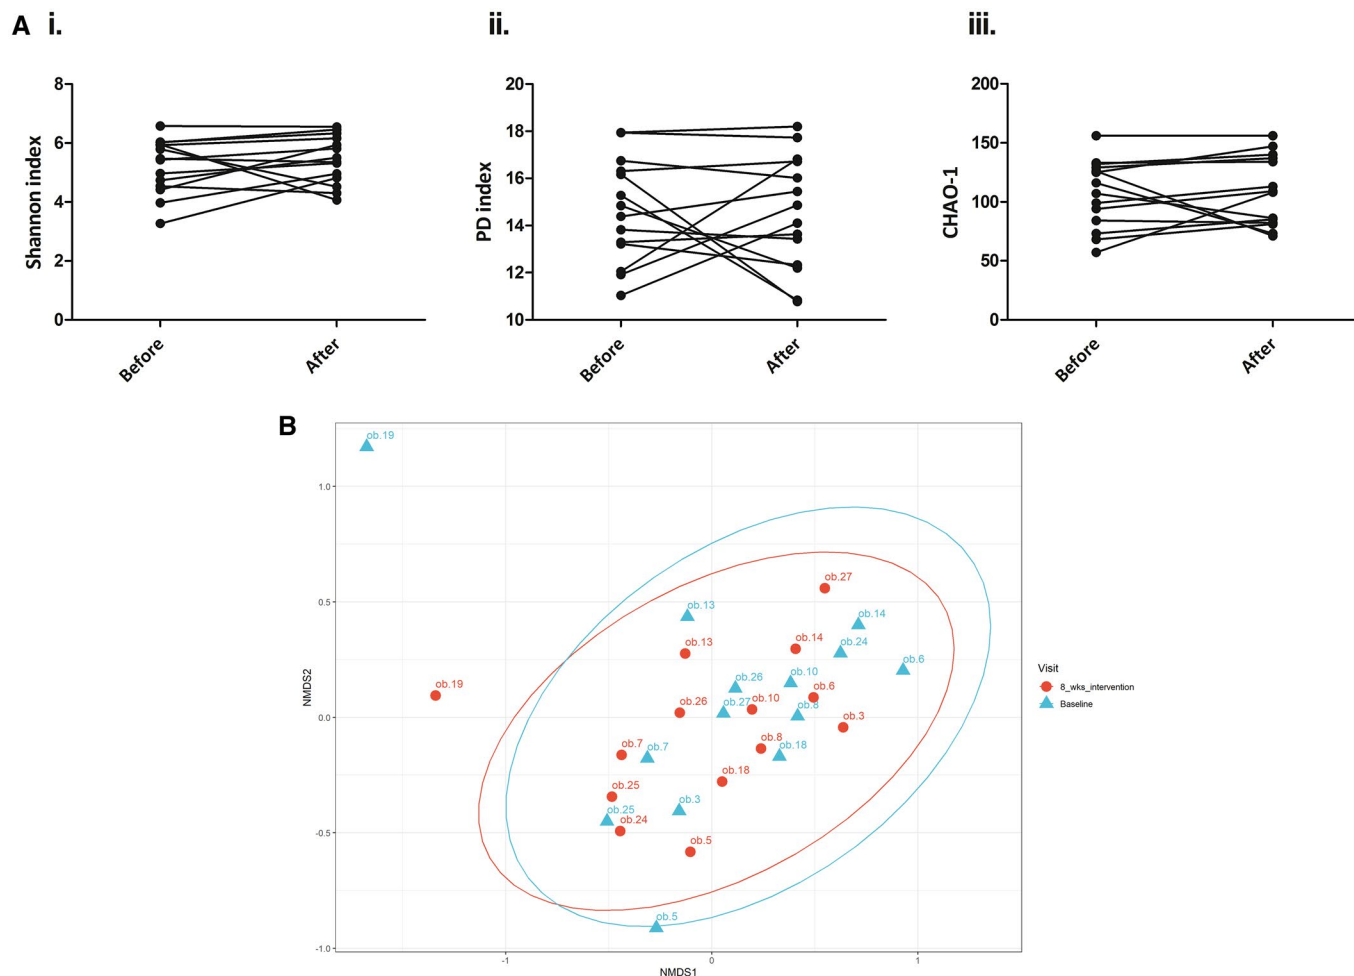 A i.
ii.
iii.
Shannon index
8
6
4
2
0
Before
After
PD index
20
18
16
14
12
10
Before
After
CHAO-1
200
150
100
50
0
Before
After
B
ob.19
ob.27
ob.13
ob.14
ob.13
ob.14
ob.24
ob.6
ob.19
ob.26
ob.10
ob.6
ob.26
ob.27
ob.10
ob.8
ob.3
ob.7
ob.7
ob.8
ob.18
ob.18
ob.25
ob.3
ob.25
ob.24
ob.5
ob.5
NMDS2
1.0
0.5
0.0
-0.5
-1.0
-1
0
1
NMDS1
Visit
8_wks_intervention
Baseline